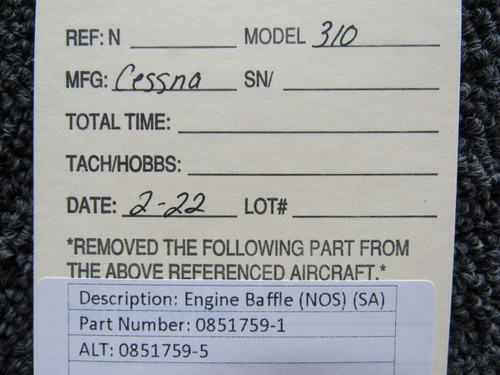 REF: N MODEL 310
MFG: Cessna SN/
TOTAL TIME:
TACH/HOBBS:
DATE: 2-22 LOT#
*REMOVED THE FOLLOWING PART FROM
THE ABOVE REFERENCED AIRCRAFT.*
Description: Engine Baffle (NOS) (SA)
Part Number: 0851759-1
ALT: 0851759-5